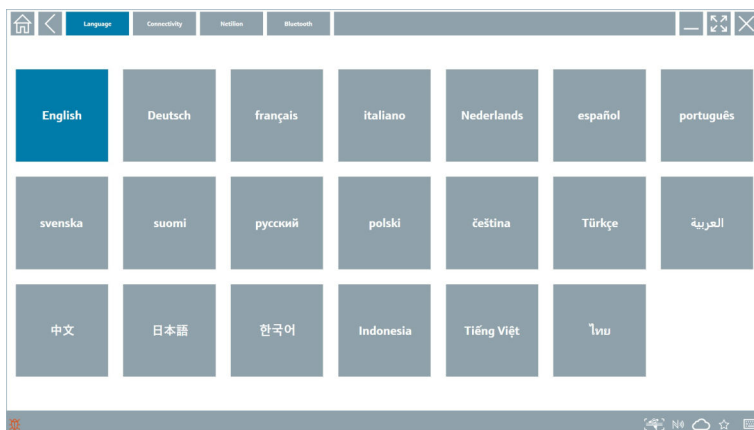 Language Connectivity Netilion Bluetooth
English Deutsch français italiano Nederlands español português
svenska suomi русский polski čeština Türkçe العربية
中文 日本語 한국어 Indonesia Tiếng Việt ไทย